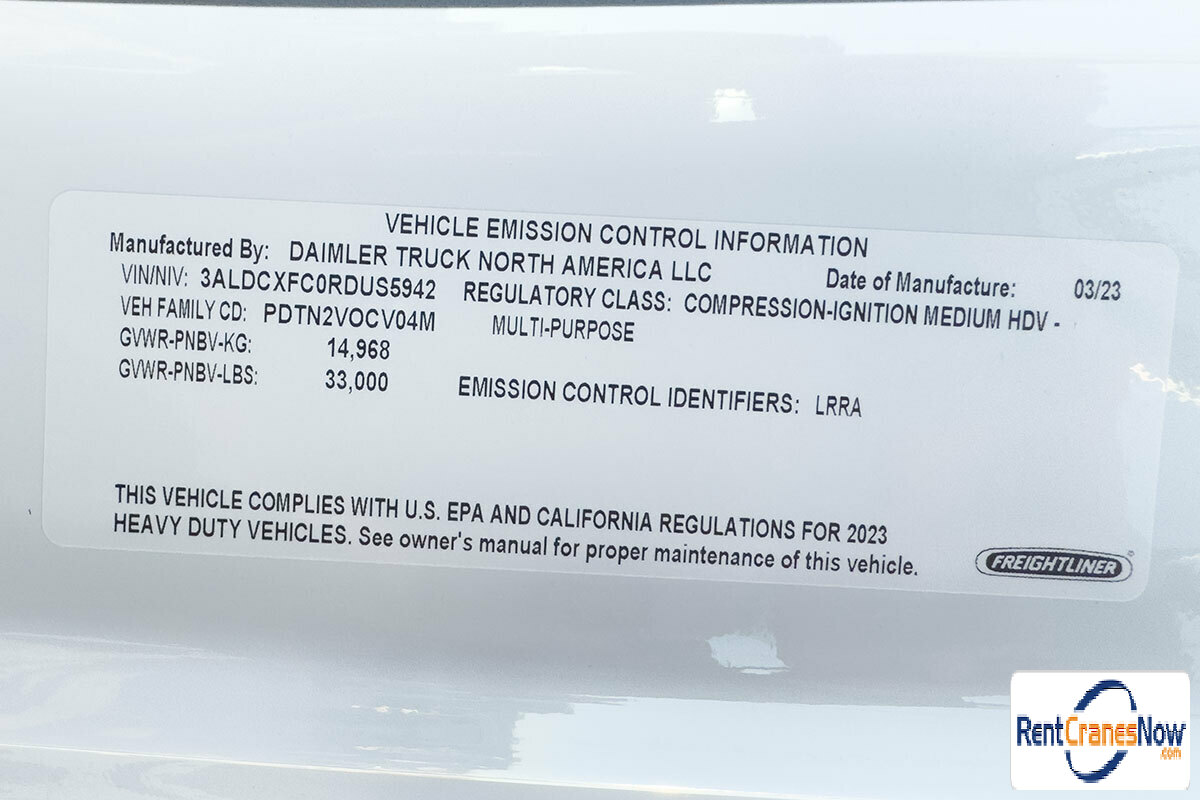 VEHICLE EMISSION CONTROL INFORMATION
Manufactured By: DAIMLER TRUCK NORTH AMERICA LLC Date of Manufacture: 03/23
VIN/NIV: 3ALDCXFC0RDUS5942 REGULATORY CLASS: COMPRESSION-IGNITION MEDIUM HDV -
VEH FAMILY CD: PDTN2VOCV04M MULTI-PURPOSE
GVWR-PNBV-KG: 14,968
GVWR-PNBV-LBS: 33,000 EMISSION CONTROL IDENTIFIERS: LRRA
THIS VEHICLE COMPLIES WITH U.S. EPA AND CALIFORNIA REGULATIONS FOR 2023
HEAVY DUTY VEHICLES. See owner's manual for proper maintenance of this vehicle.
FREIGHTLINER®
RentCranesNow
.com